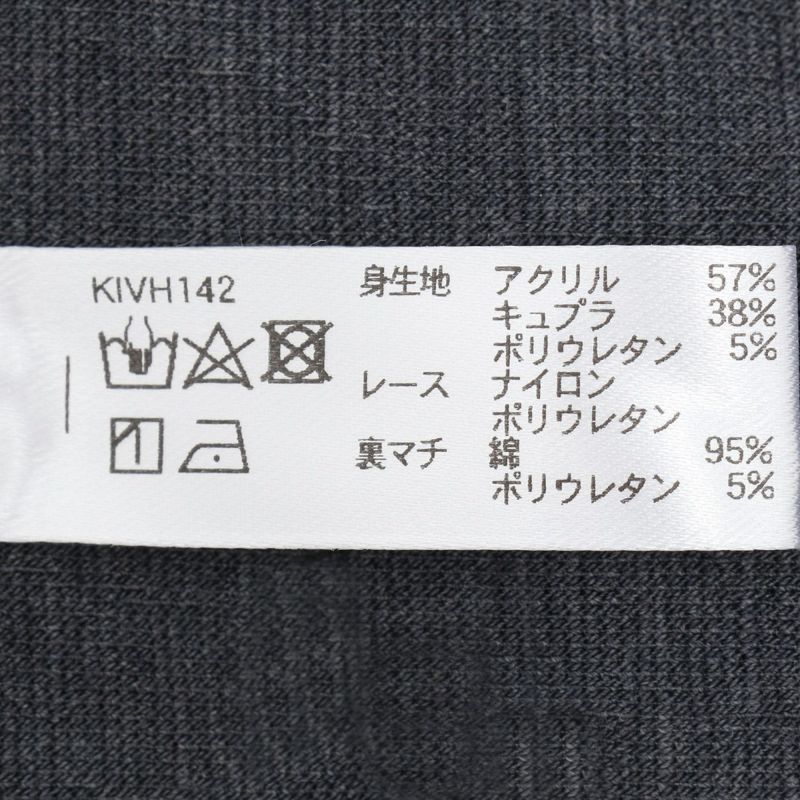 KIVH142
身生地 アクリル 57%
キュプラ 38%
ポリウレタン 5%
レース ナイロン
ポリウレタン
裏マチ 綿 95%
ポリウレタン 5%